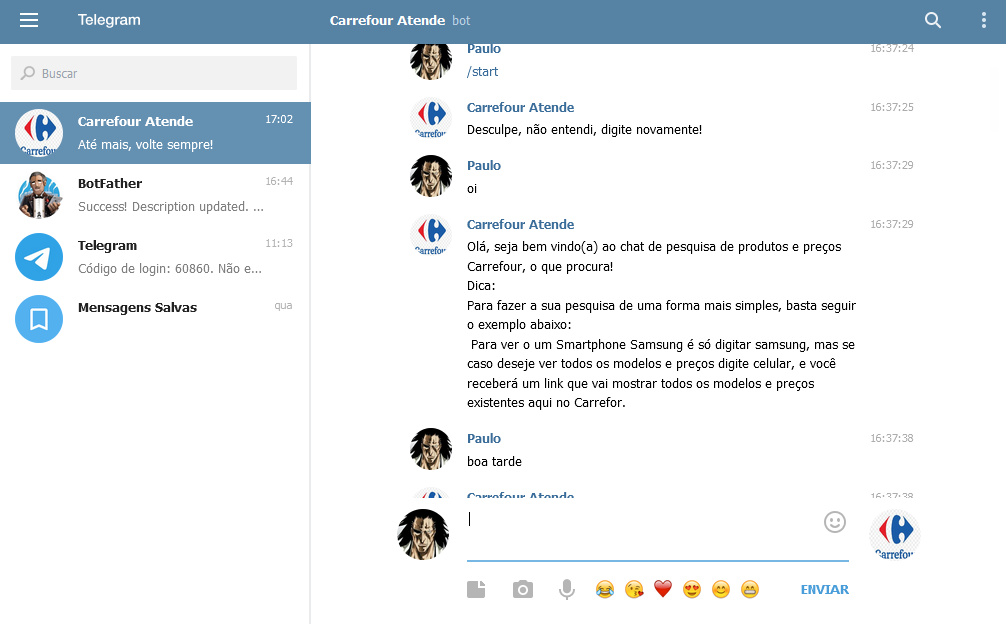 Telegram
Carrefour Atende bot
Buscar
Carrefour Atende 17:02
Até mais, volte sempre!
BotFather 16:44
Success! Description updated. ...
Telegram 11:13
Código de login: 60860. Não e...
Mensagens Salvas qua
Paulo 16:37:24
/start
Carrefour Atende 16:37:25
Desculpe, não entendi, digite novamente!
Paulo 16:37:29
oi
Carrefour Atende 16:37:29
Olá, seja bem vindo(a) ao chat de pesquisa de produtos e preços
Carrefour, o que procura!
Dica:
Para fazer a sua pesquisa de uma forma mais simples, basta seguir
o exemplo abaixo:
Para ver o um Smartphone Samsung é só digitar samsung, mas se
caso deseje ver todos os modelos e preços digite celular, e você
receberá um link que vai mostrar todos os modelos e preços
existentes aqui no Carrefor.
Paulo 16:37:38
boa tarde
Carrefour Atende 16:37:38
Carrefour
ENVIAR